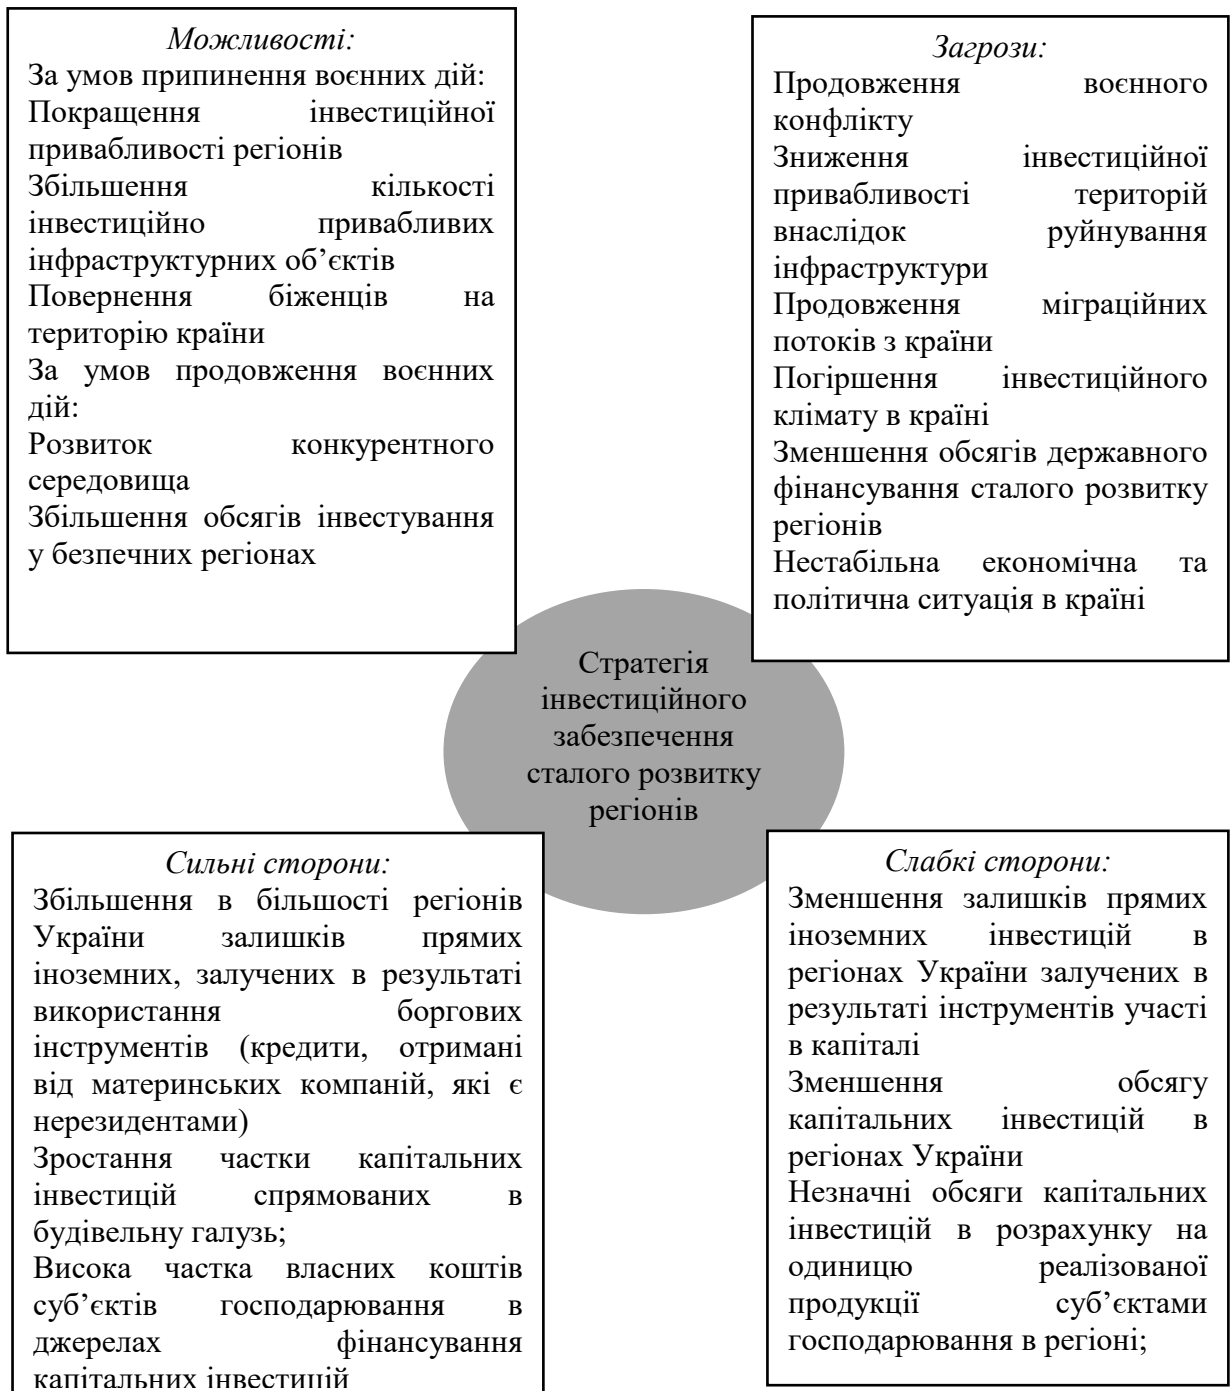 Можливості:
За умов припинення воєнних дій:
Покращення інвестиційної
привабливості регіонів
Збільшення кількості
інвестиційно привабливих
інфраструктурних об’єктів
Повернення біженців на
територію країни
За умов продовження воєнних
дій:
Розвиток конкурентного
середовища
Збільшення обсягів інвестування
у безпечних регіонах
Загрози:
Продовження воєнного
конфлікту
Зниження інвестиційної
привабливості територій
внаслідок руйнування
інфраструктури
Продовження міграційних
потоків з країни
Погіршення інвестиційного
клімату в країні
Зменшення обсягів державного
фінансування сталого розвитку
регіонів
Нестабільна економічна та
політична ситуація в країні
Стратегія
інвестиційного
забезпечення
сталого розвитку
регіонів
Сильні сторони:
Збільшення в більшості регіонів
України залишків прямих
іноземних, залучених в результаті
використання боргових
інструментів (кредити, отримані
від материнських компаній, які є
нерезидентами)
Зростання частки капітальних
інвестицій спрямованих в
будівельну галузь;
Висока частка власних коштів
суб’єктів господарювання в
джерелах фінансування
капітальних інвестицій
Слабкі сторони:
Зменшення залишків прямих
іноземних інвестицій в
регіонах України залучених в
результаті інструментів участі
в капіталі
Зменшення обсягу
капітальних інвестицій в
регіонах України
Незначні обсяги капітальних
інвестицій в розрахунку на
одиницю реалізованої
продукції суб’єктами
господарювання в регіоні;